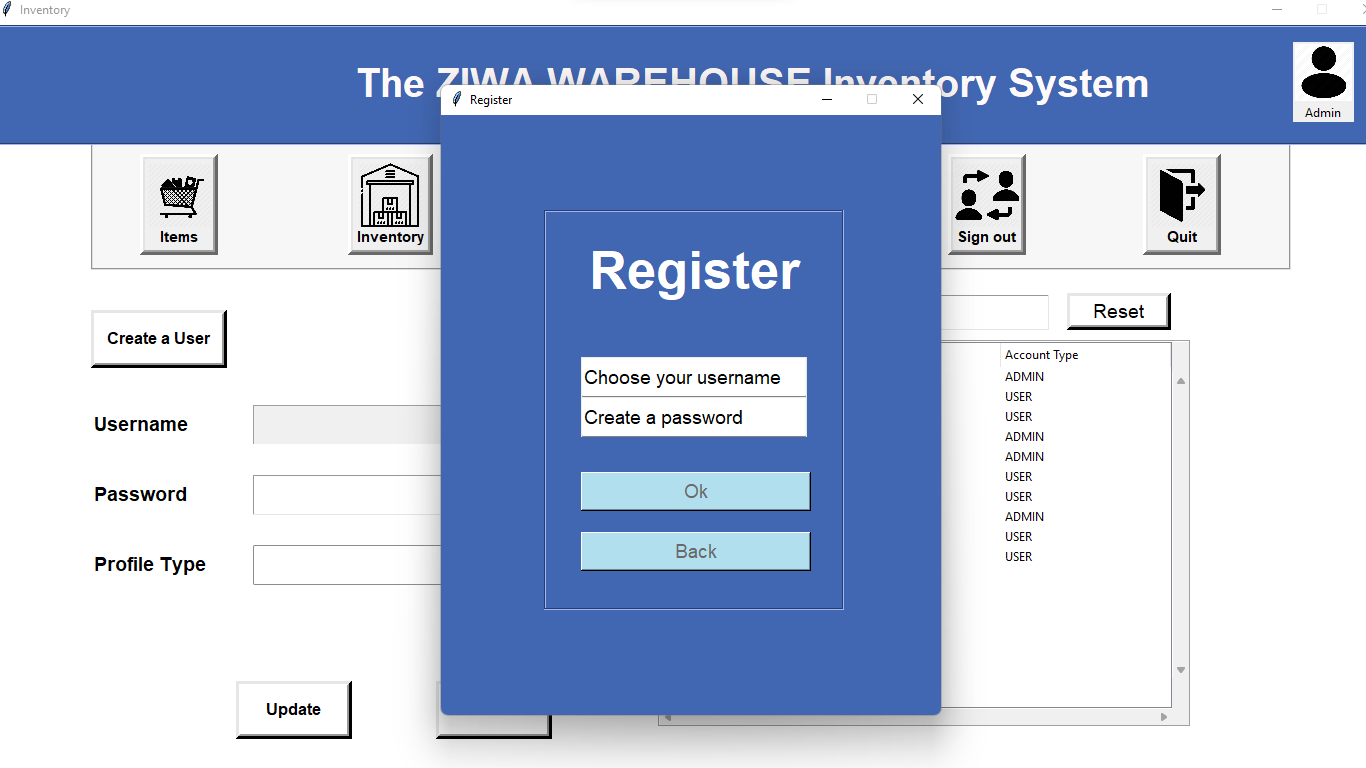 Inventory
The ZIWA WAREHOUSE Inventory System
Admin
Register
Items
Inventory
Sign out
Quit
Register
Create a User
Reset
Choose your username
Create a password
Account Type
ADMIN
USER
USER
ADMIN
ADMIN
USER
USER
ADMIN
USER
USER
Username
Password
Profile Type
Ok
Back
Update